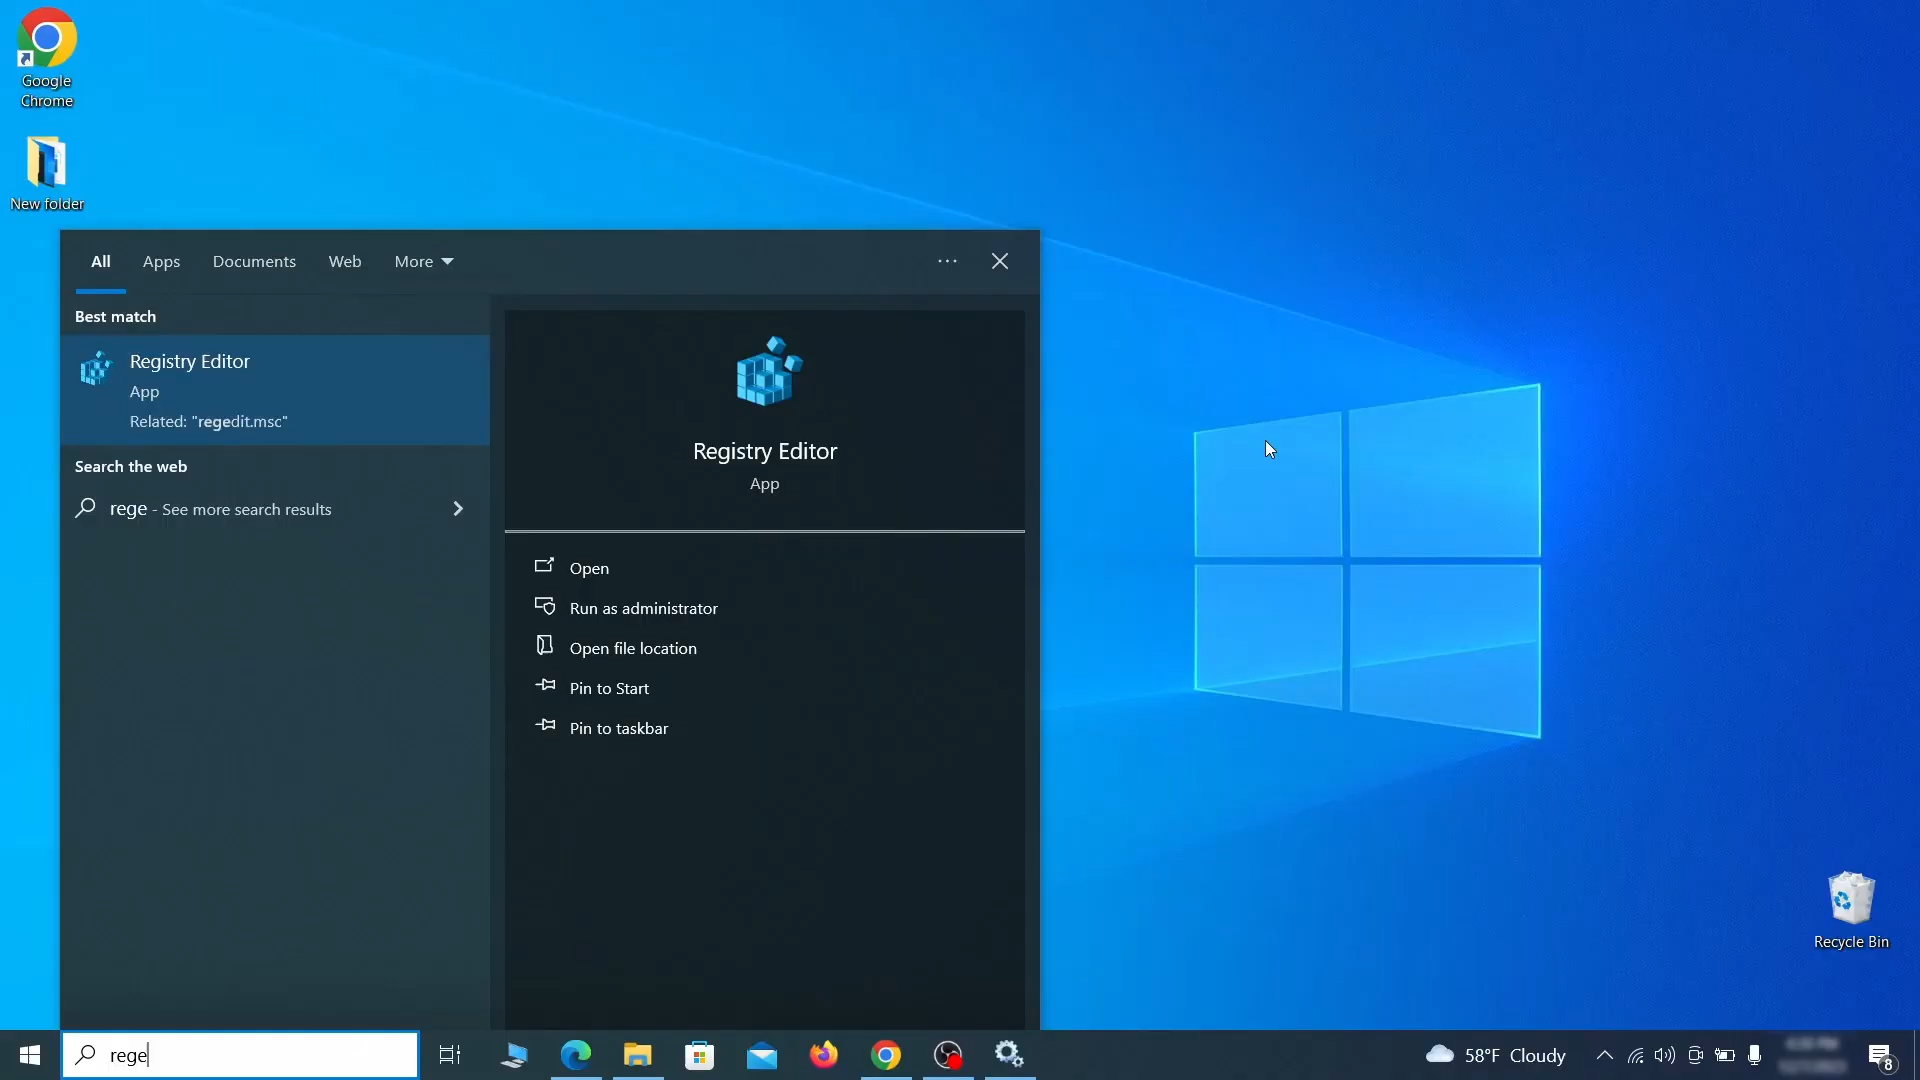 Google
Chrome
New folder
All Apps Documents Web More
Best match
Registry Editor
App
Related: "regedit.msc"
Search the web
rege - See more search results
Registry Editor
App
Open
Run as administrator
Open file location
Pin to Start
Pin to taskbar
Recycle Bin
rege
58°F Cloudy
8